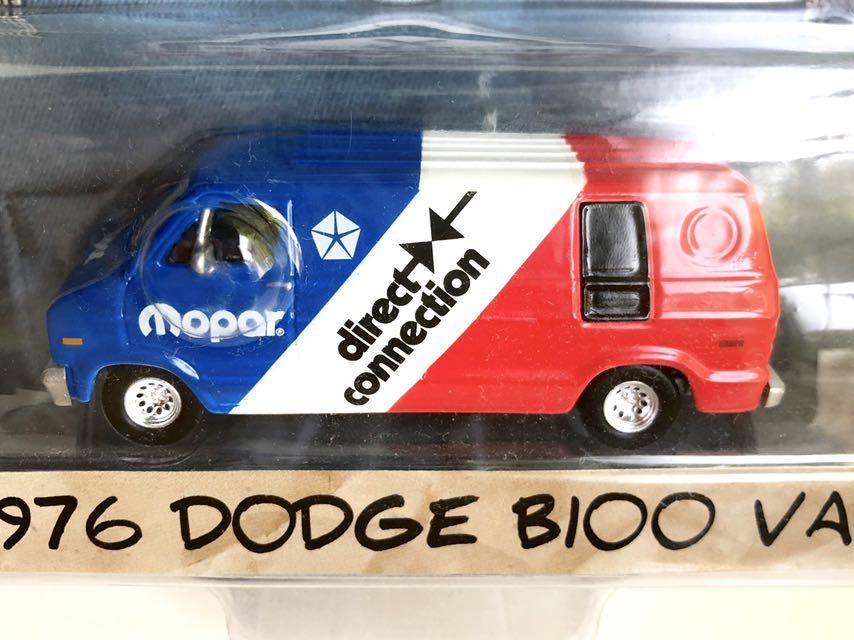 mopar®
direct
connection
976 DODGE B100 VA